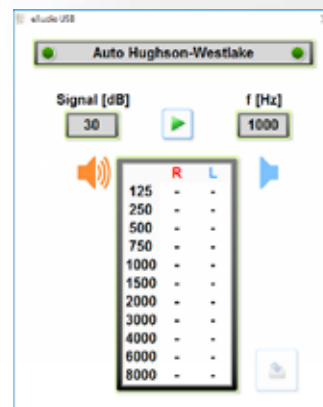 eAudio USB
Auto Hughson-Westlake
Signal [dB] f [Hz]
30 1000
R L
125 - -
250 - -
500 - -
750 - -
1000 - -
1500 - -
2000 - -
3000 - -
4000 - -
6000 - -
8000 - -